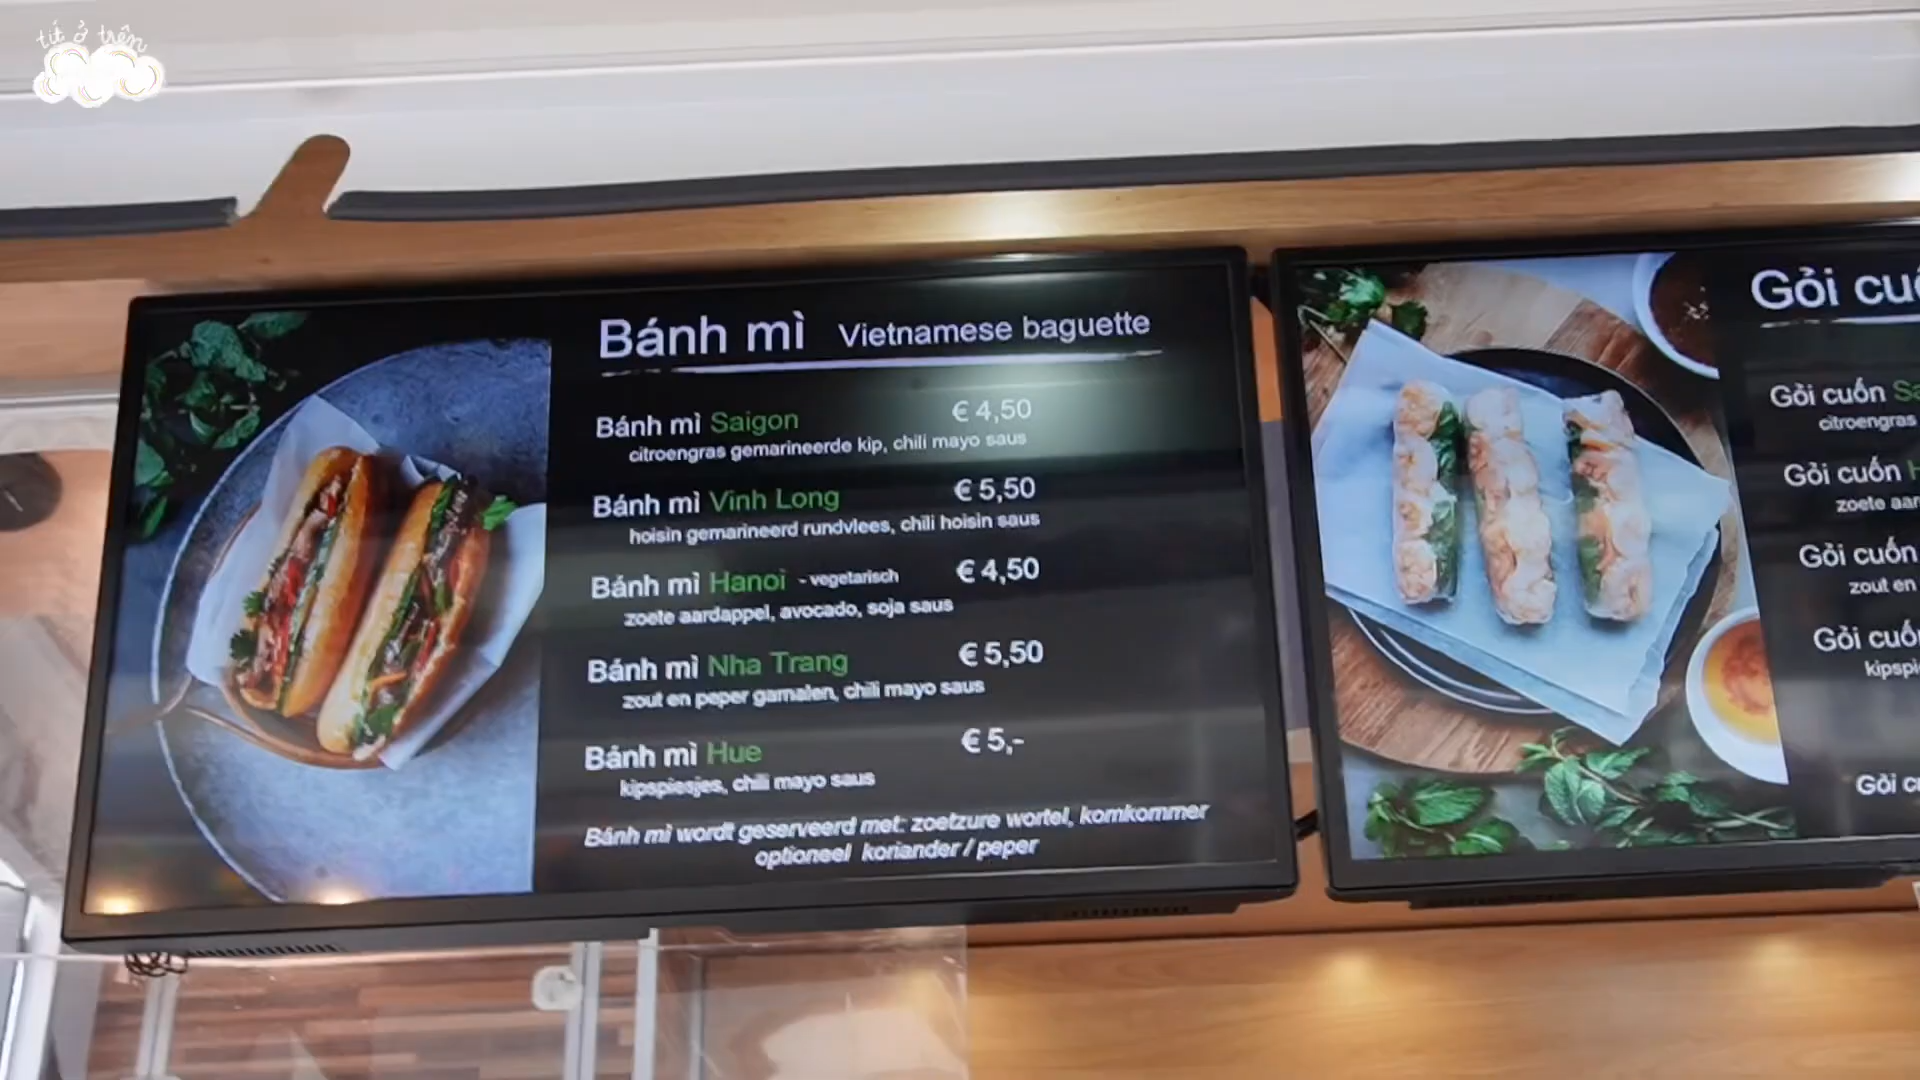 tít ở trên
Bánh mì Vietnamese baguette
Bánh mì Saigon € 4,50
citroengras gemarineerde kip, chili mayo saus
Bánh mì Vinh Long € 5,50
hoisin gemarineerd rundvlees, chili hoisin saus
Bánh mì Hanoi - vegetarisch € 4,50
zoete aardappel, avocado, soja saus
Bánh mì Nha Trang € 5,50
zout en peper garnalen, chili mayo saus
Bánh mì Hue € 5,-
kipspiesjes, chili mayo saus
Bánh mì wordt geserveerd met: zoetzure wortel, komkommer
optioneel koriander / peper
Gỏi
Gỏi cuốn
citroengras
Gỏi cuốn
zoete
Gỏi cuốn
zout en
Gỏi cuốn
Gỏi